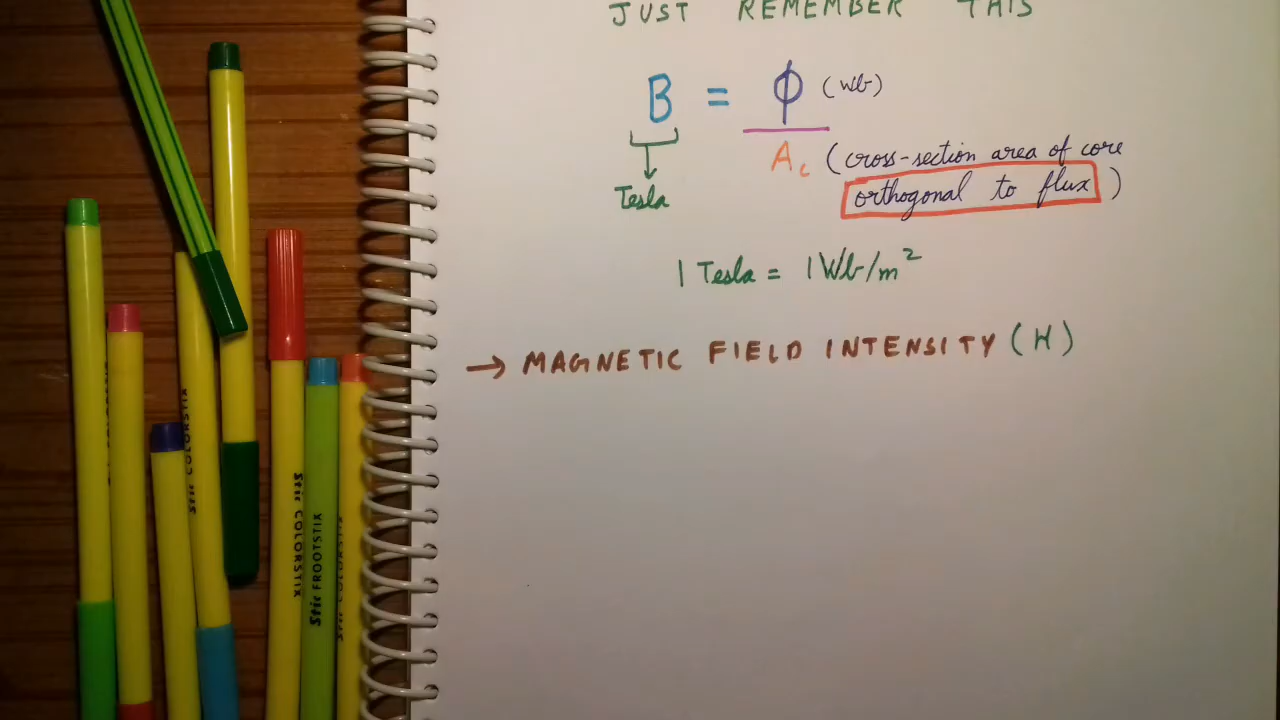 JUST REMEMBER THIS
B = ϕ (Wb)
Ac (cross-section area of core
Tesla
orthogonal to flux)
1 Tesla = 1 Wb/m²
→ MAGNETIC FIELD INTENSITY (H)
Stic COLORSTIX
Stic COLORSTIX
Stic FROOTSTIX